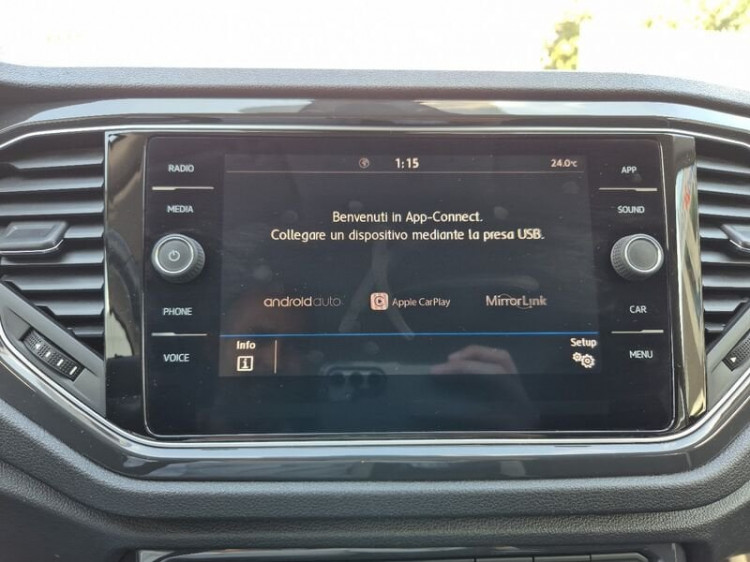 RADIO
MEDIA
PHONE
VOICE
1:15
24.0°C
Benvenuti in App-Connect.
Collegare un dispositivo mediante la presa USB.
androidauto
Apple CarPlay
MirrorLink
Info
i
Setup
APP
SOUND
CAR
MENU